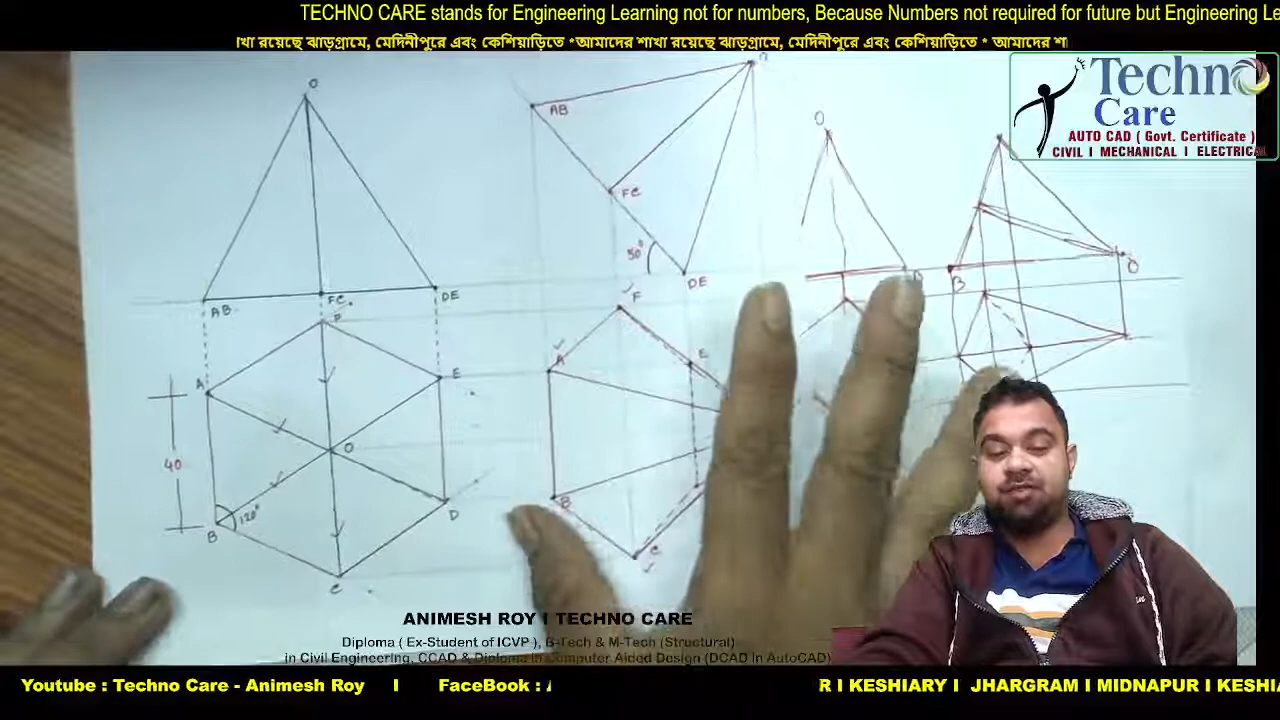 TECHNO CARE stands for Engineering Learning not for numbers, Because Numbers not required for future but Engineering Le
রয়েছে ঝাড়গ্রামে, মেদিনীপুরে এবং কেশিয়াড়িতে *আমাদের শাখা রয়েছে ঝাড়গ্রামে, মেদিনীপুরে এবং কেশিয়াড়িতে * আমাদের
Techno
Care
AUTO CAD ( Govt. Certificate )
CIVIL I MECHANICAL I ELECTRICAL
O
AB
FC
50°
DE
O
B
O
AB
FC
DE
F
A
E
40
O
120°
B
D
C
F
A
E
B
C
ANIMESH ROY I TECHNO CARE
Diploma ( Ex-Student of ICVP ), B-Tech & M-Tech (Structural)
in Civil Engineering, CCAD & Diploma in Computer Aided Design (DCAD in AutoCAD)
Youtube : Techno Care - Animesh Roy I FaceBook :
R I KESHIARY I JHARGRAM I MIDNAPUR I KESHIA